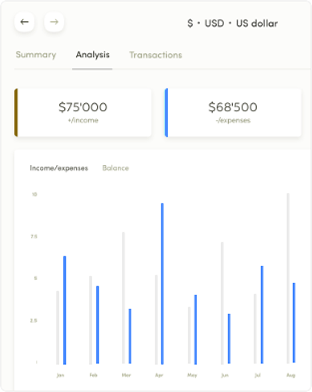 $ • USD • US dollar
Summary Analysis Transactions
$75'000
+/income
$68'500
-/expenses
Income/expenses Balance
10
7.5
5
2.5
Jan Feb Mar Apr May Jun Jul Aug